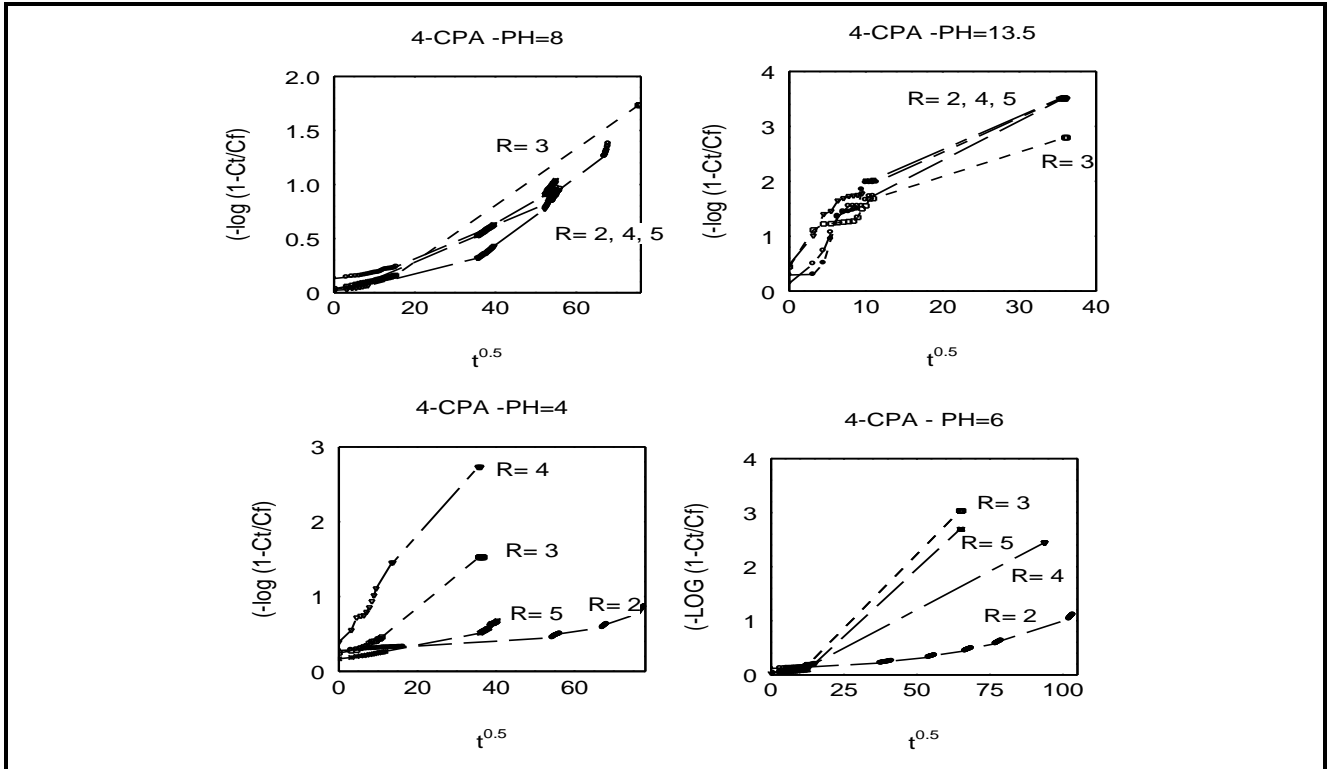 4-CPA -PH=8
2.0
1.5
1.0
0.5
0
0 20 40 60
(-log (1-Ct/Cf)
R= 3
R= 2, 4, 5
t0.5
4-CPA -PH=13.5
4
3
2
1
0
0 10 20 30 40
(-log (1-Ct/Cf)
R= 2, 4, 5
R= 3
t0.5
4-CPA -PH=4
3
2
1
0
0 20 40 60
(-log (1-Ct/Cf)
R= 4
R= 3
R= 5
R= 2
t0.5
4-CPA - PH=6
4
3
2
1
0
0 25 50 75 100
(-LOG (1-Ct/Cf)
R= 3
R= 5
R= 4
R= 2
t0.5